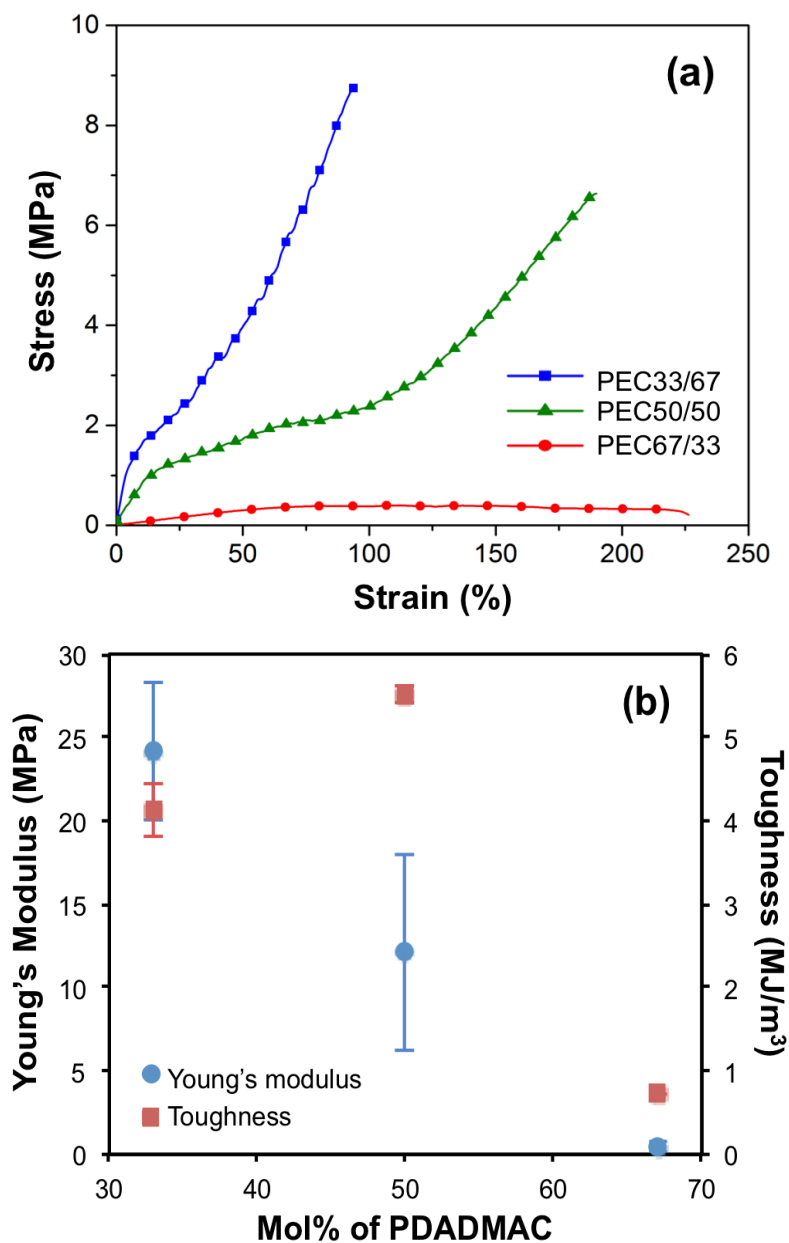 (a)
10
8
6
4
2
0
Stress (MPa)
PEC33/67
PEC50/50
PEC67/33
0 50 100 150 200 250
Strain (%)
(b)
30
25
20
15
10
5
0
Young's Modulus (MPa)
6
5
4
3
2
1
0
Toughness (MJ/m³)
Young's modulus
Toughness
30 40 50 60 70
Mol% of PDADMAC